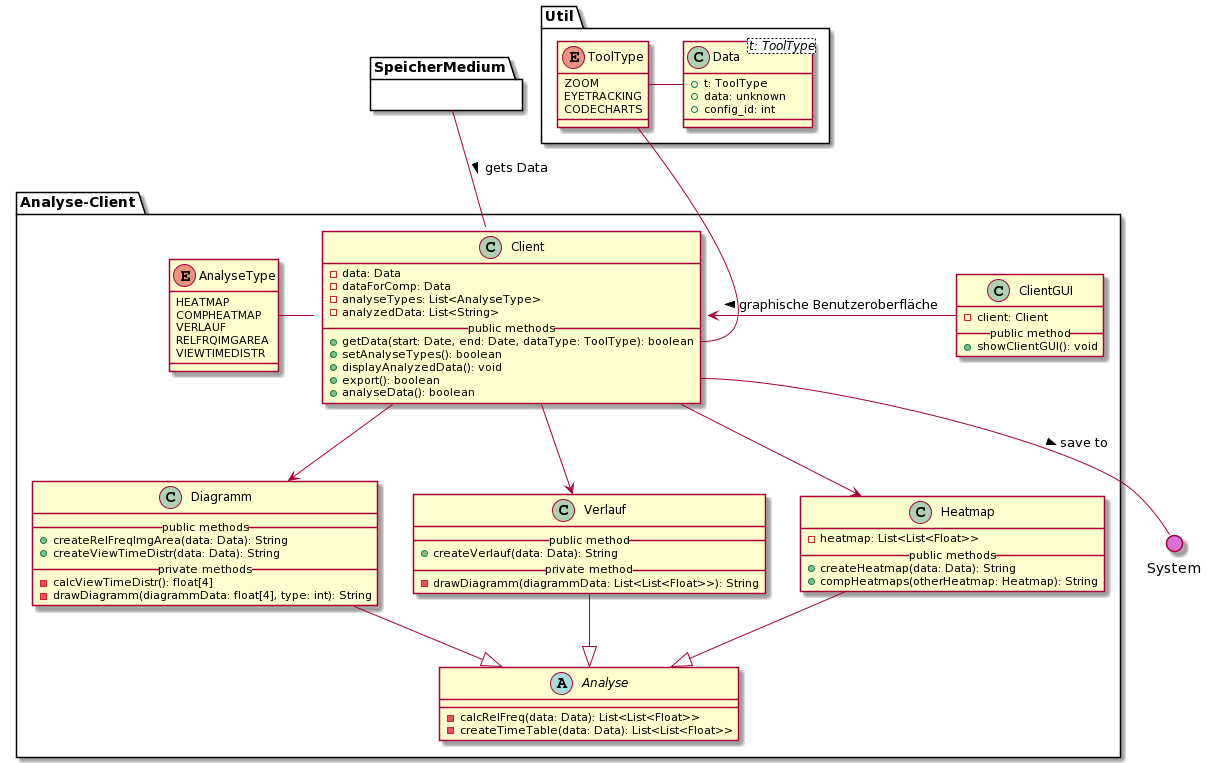 Util
E ToolType
ZOOM
EYETRACKING
CODECHARTS
C Data
t: ToolType
t: ToolType
data: unknown
config_id: int
SpeicherMedium
gets Data
Analyse-Client
E AnalyseType
HEATMAP
COMPHEATMAP
VERLAUF
RELFRQIMGAREA
VIEWTIMEDISTR
C Client
data: Data
dataForComp: Data
analyseTypes: List<AnalyseType>
analyzedData: List<String>
public methods
getData(start: Date, end: Date, dataType: ToolType): boolean
setAnalyseTypes(): boolean
displayAnalyzedData(): void
export(): boolean
analyseData(): boolean
graphische Benutzeroberfläche
C ClientGUI
client: Client
public method
showClientGUI(): void
save to
System
C Diagramm
public methods
createRelFreqImgArea(data: Data): String
createViewTimeDistr(data: Data): String
private methods
calcViewTimeDistr(): float[4]
drawDiagramm(diagrammData: float[4], type: int): String
C Verlauf
public method
createVerlauf(data: Data): String
private method
drawDiagramm(diagrammData: List<List<Float>>): String
C Heatmap
heatmap: List<List<Float>>
public methods
createHeatmap(data: Data): String
compHeatmaps(otherHeatmap: Heatmap): String
A Analyse
calcRelFreq(data: Data): List<List<Float>>
createTimeTable(data: Data): List<List<Float>>